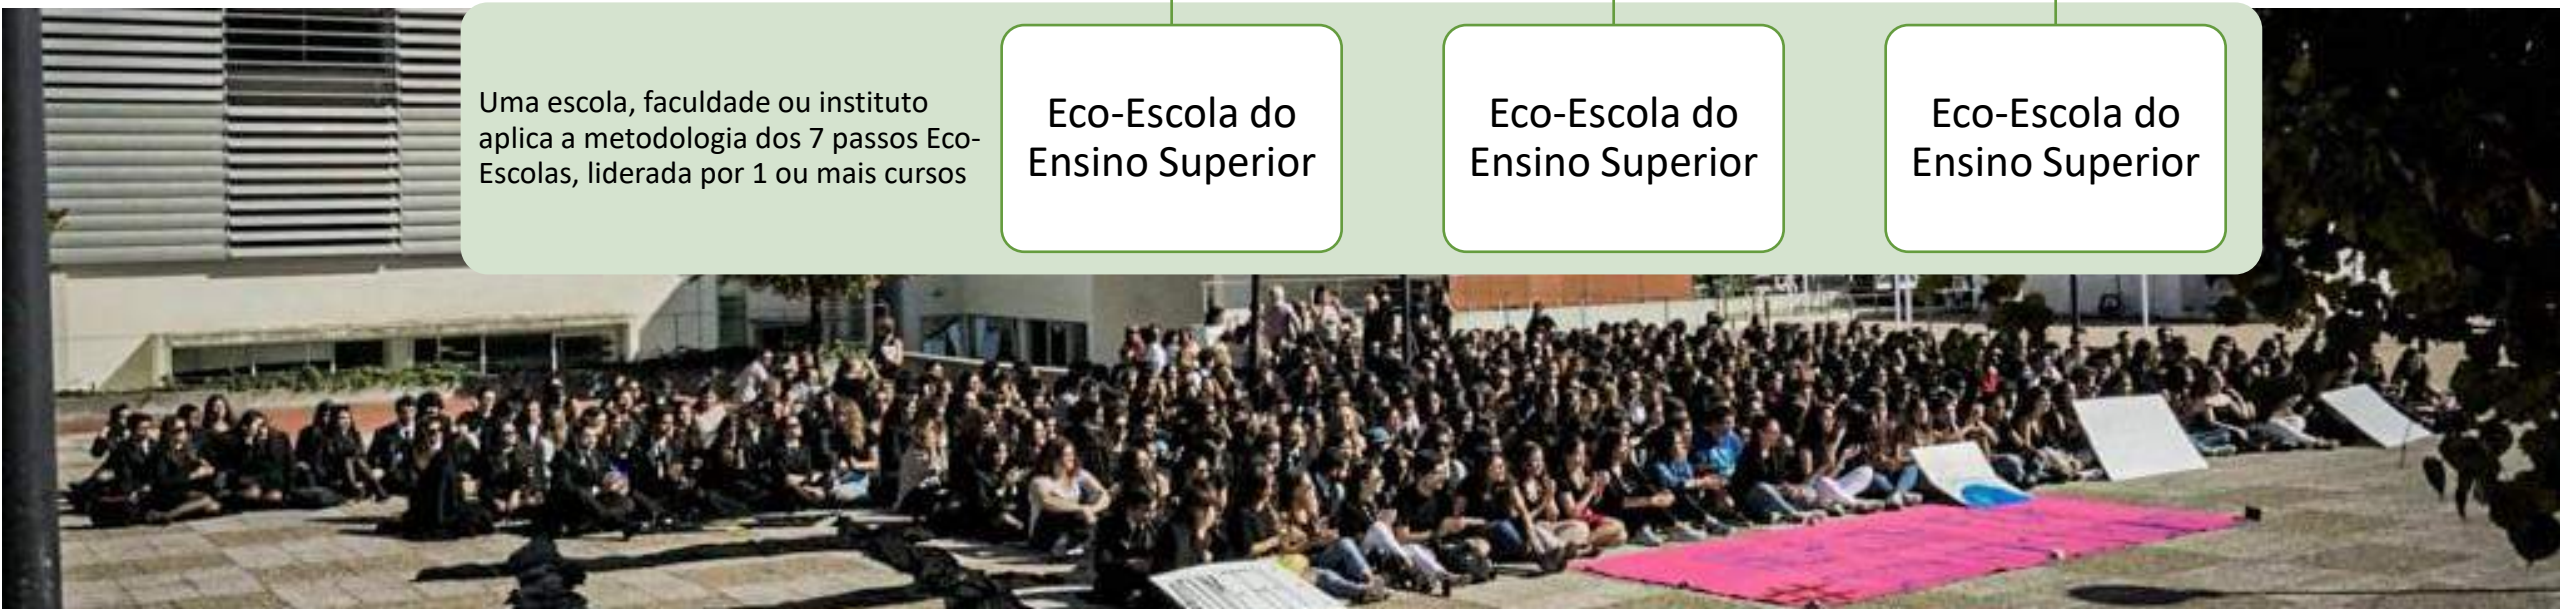 Uma escola, faculdade ou instituto
aplica a metodologia dos 7 passos Eco-
Escolas, liderada por 1 ou mais cursos
Eco-Escola do
Ensino Superior
Eco-Escola do
Ensino Superior
Eco-Escola do
Ensino Superior